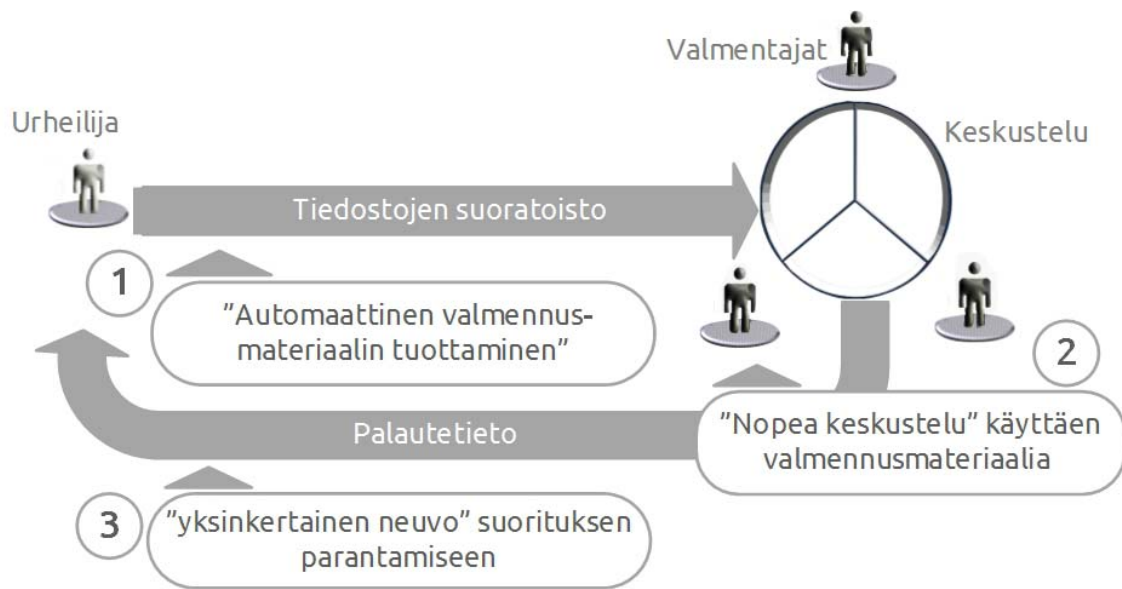 Valmentajat
Urheilija
Keskustelu
Tiedostojen suoratoisto
1
”Automaattinen valmennus-
materiaalin tuottaminen”
2
”Nopea keskustelu” käyttäen
valmennusmateriaalia
Palautetieto
3
”yksinkertainen neuvo” suorituksen
parantamiseen